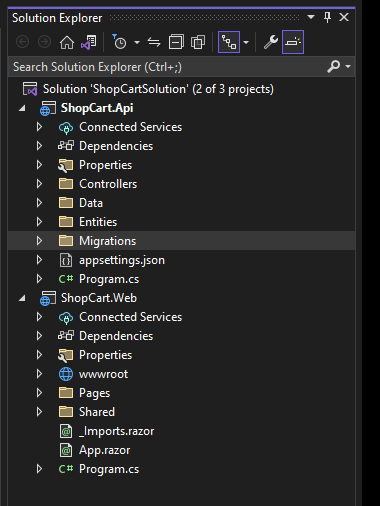 Solution Explorer
Search Solution Explorer (Ctrl+;)
Solution 'ShopCartSolution' (2 of 3 projects)
ShopCart.Api
Connected Services
Dependencies
Properties
Controllers
Data
Entities
Migrations
appsettings.json
C# Program.cs
ShopCart.Web
Connected Services
Dependencies
Properties
wwwroot
Pages
Shared
_Imports.razor
App.razor
C# Program.cs